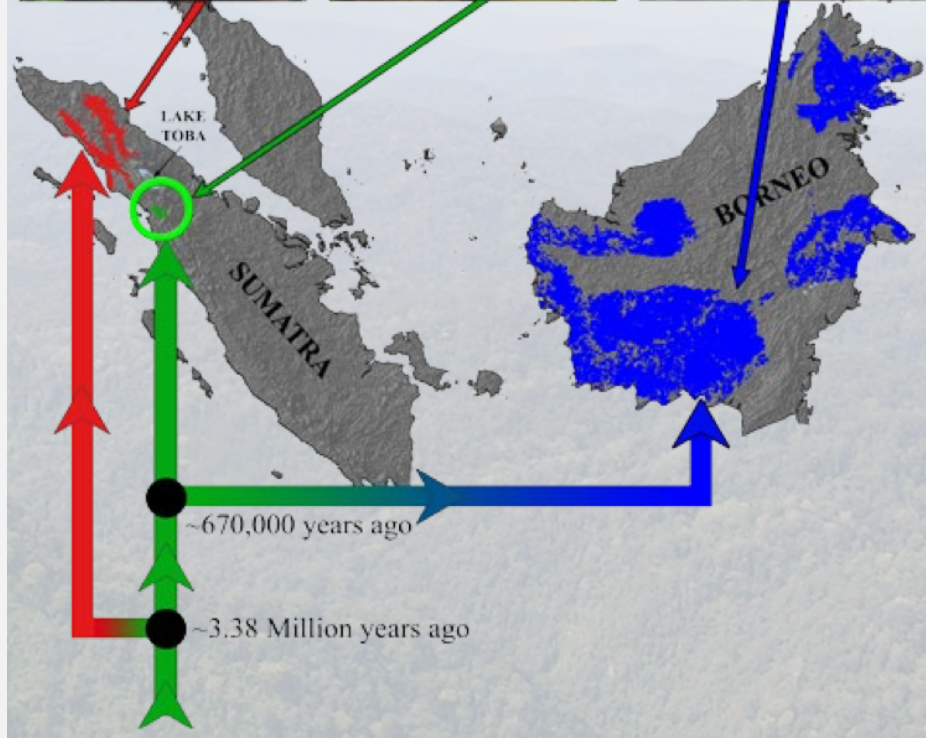 LAKE
TOBA
BORNEO
SUMATRA
~670,000 years ago
~3.38 Million years ago